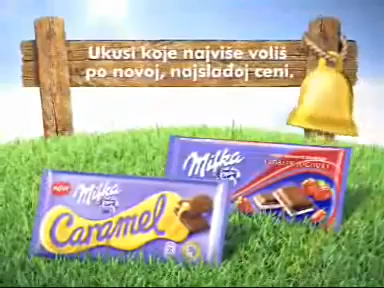 Ukusi koje najviše voliš
po novoj, najslađoj ceni.
Milka
Milka
Caramel